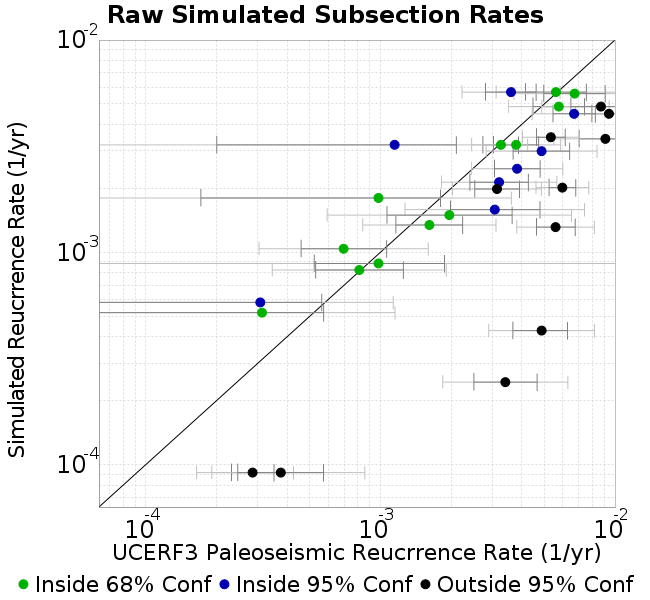 Raw Simulated Subsection Rates
10-2
10-3
10-4
Simulated Reucrrence Rate (1/yr)
10-4 10-3 10-2
UCERF3 Paleoseismic Reucrrence Rate (1/yr)
Inside 68% Conf Inside 95% Conf Outside 95% Conf